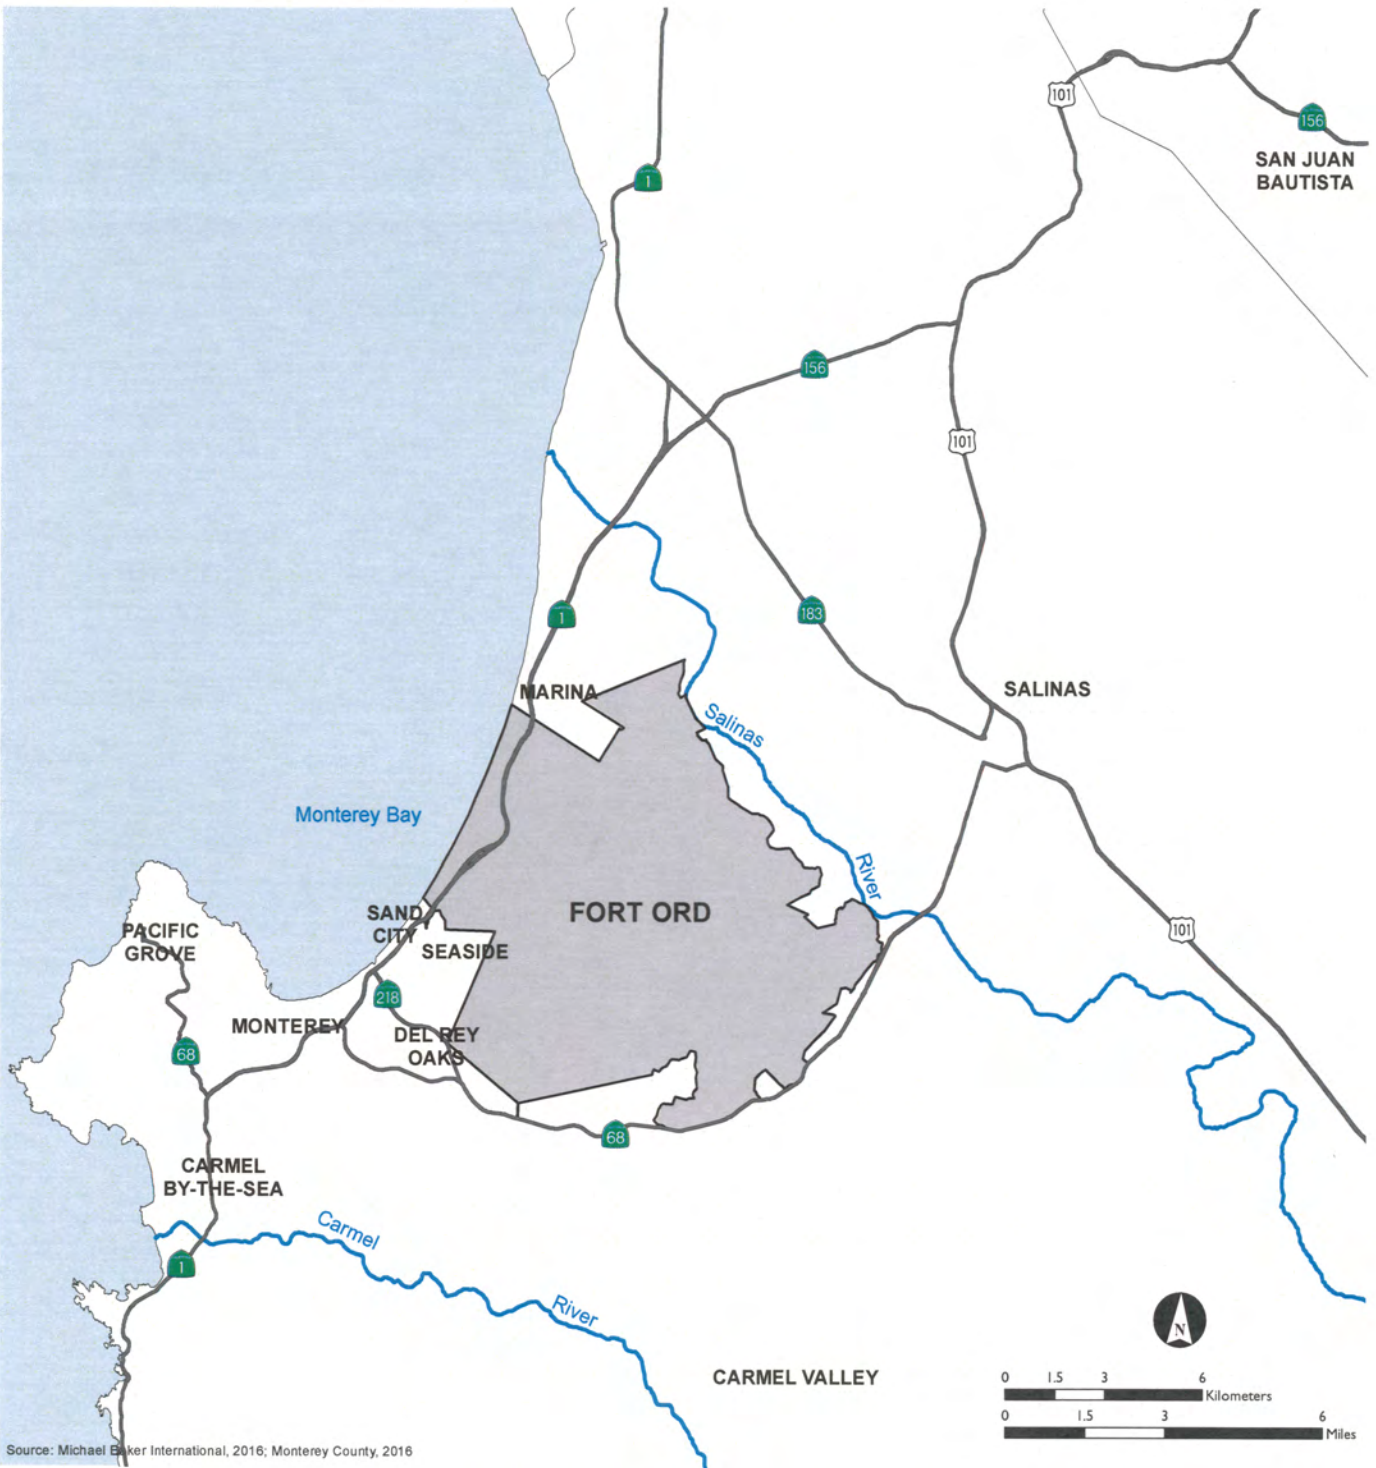 101
156
SAN JUAN
BAUTISTA
1
156
101
1
183
MARINA
SALINAS
Salinas
River
Monterey Bay
FORT ORD
SAND
CITY
SEASIDE
PACIFIC
GROVE
101
218
MONTEREY
DEL REY
OAKS
68
68
CARMEL
BY-THE-SEA
Carmel
River
1
N
CARMEL VALLEY
0 1.5 3 6
Kilometers
0 1.5 3 6
Miles
Source: Michael Baker International, 2016; Monterey County, 2016